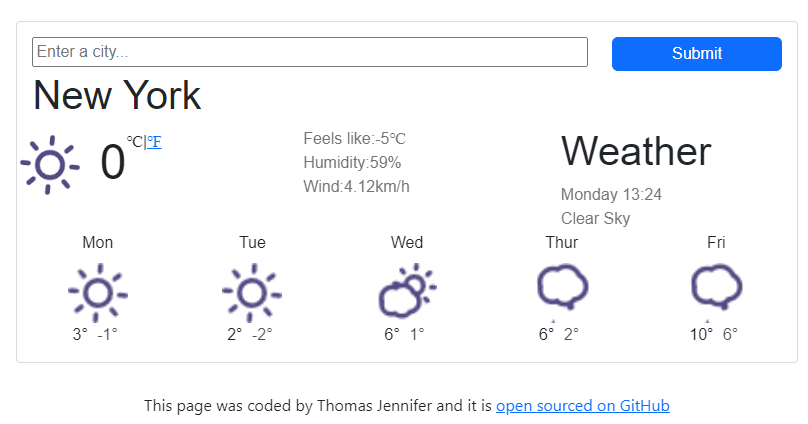 Enter a city...
Submit
New York
0 °C|°F
Feels like:-5°C
Humidity:59%
Wind:4.12km/h
Weather
Monday 13:24
Clear Sky
Mon Tue Wed Thur Fri
3° -1° 2° -2° 6° 1° 6° 2° 10° 6°
This page was coded by Thomas Jennifer and it is open sourced on GitHub